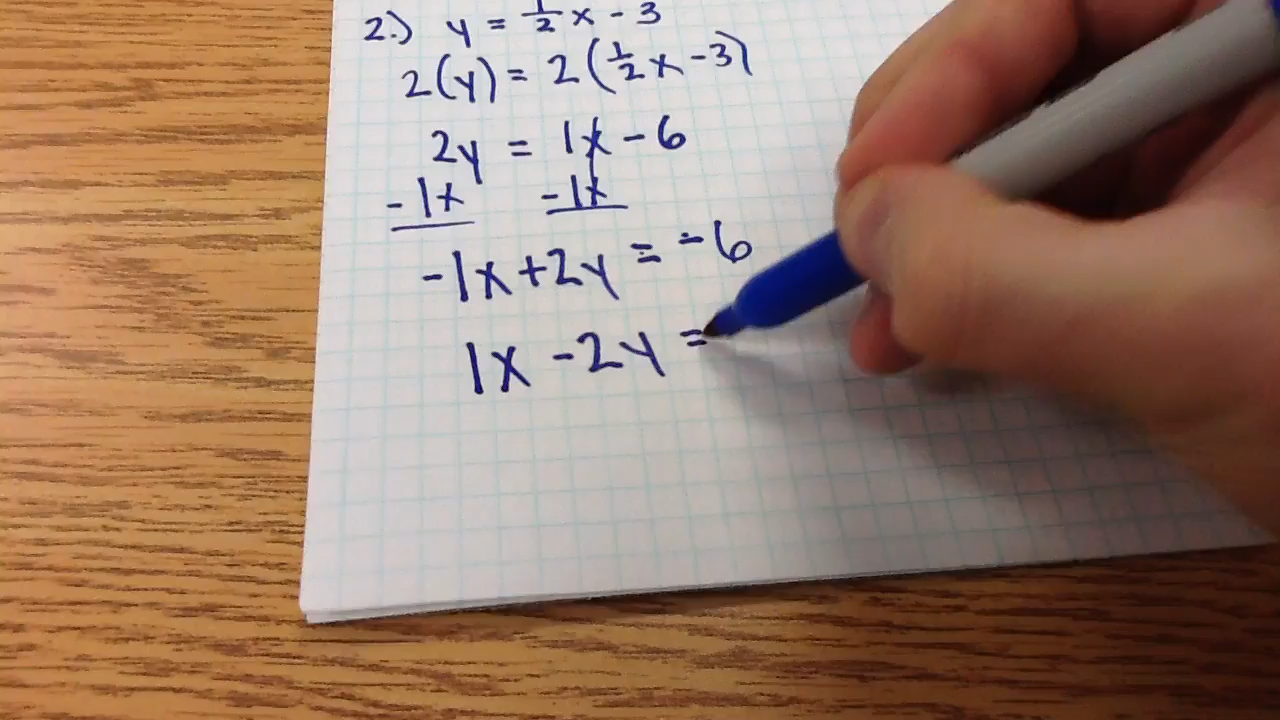 2.) y = 1/2 x - 3
2(y) = 2(1/2 x - 3)
2y = 1x - 6
-1x -1x
-1x + 2y = -6
1x - 2y =